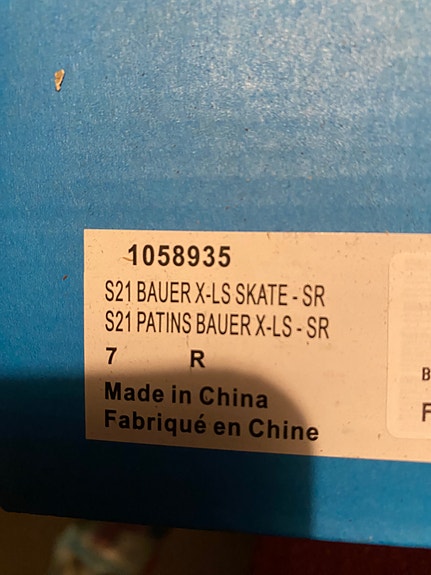 1058935
S21 BAUER X-LS SKATE - SR
S21 PATINS BAUER X-LS - SR
7 R
Made in China
Fabriqué en Chine
B
F